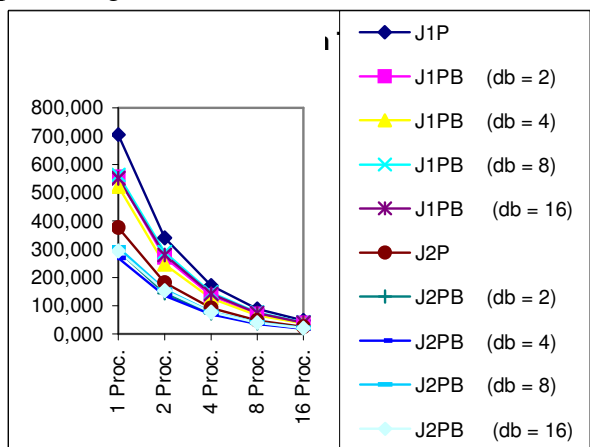 800,000
700,000
600,000
500,000
400,000
300,000
200,000
100,000
0,000
1 Proc.
2 Proc.
4 Proc.
8 Proc.
16 Proc.
J1P
J1PB (db = 2)
J1PB (db = 4)
J1PB (db = 8)
J1PB (db = 16)
J2P
J2PB (db = 2)
J2PB (db = 4)
J2PB (db = 8)
J2PB (db = 16)